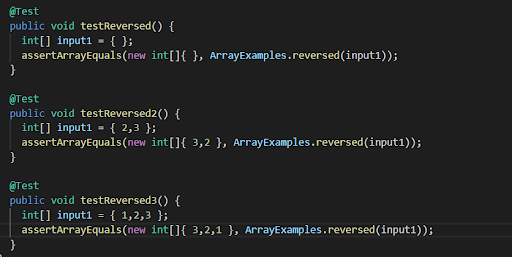 @Test
public void testReversed() {
int[] input1 = { };
assertArrayEquals(new int[]{ }, ArrayExamples.reversed(input1));
}
@Test
public void testReversed2() {
int[] input1 = { 2,3 };
assertArrayEquals(new int[]{ 3,2 }, ArrayExamples.reversed(input1));
}
@Test
public void testReversed3() {
int[] input1 = { 1,2,3 };
assertArrayEquals(new int[]{ 3,2,1 }, ArrayExamples.reversed(input1));
}